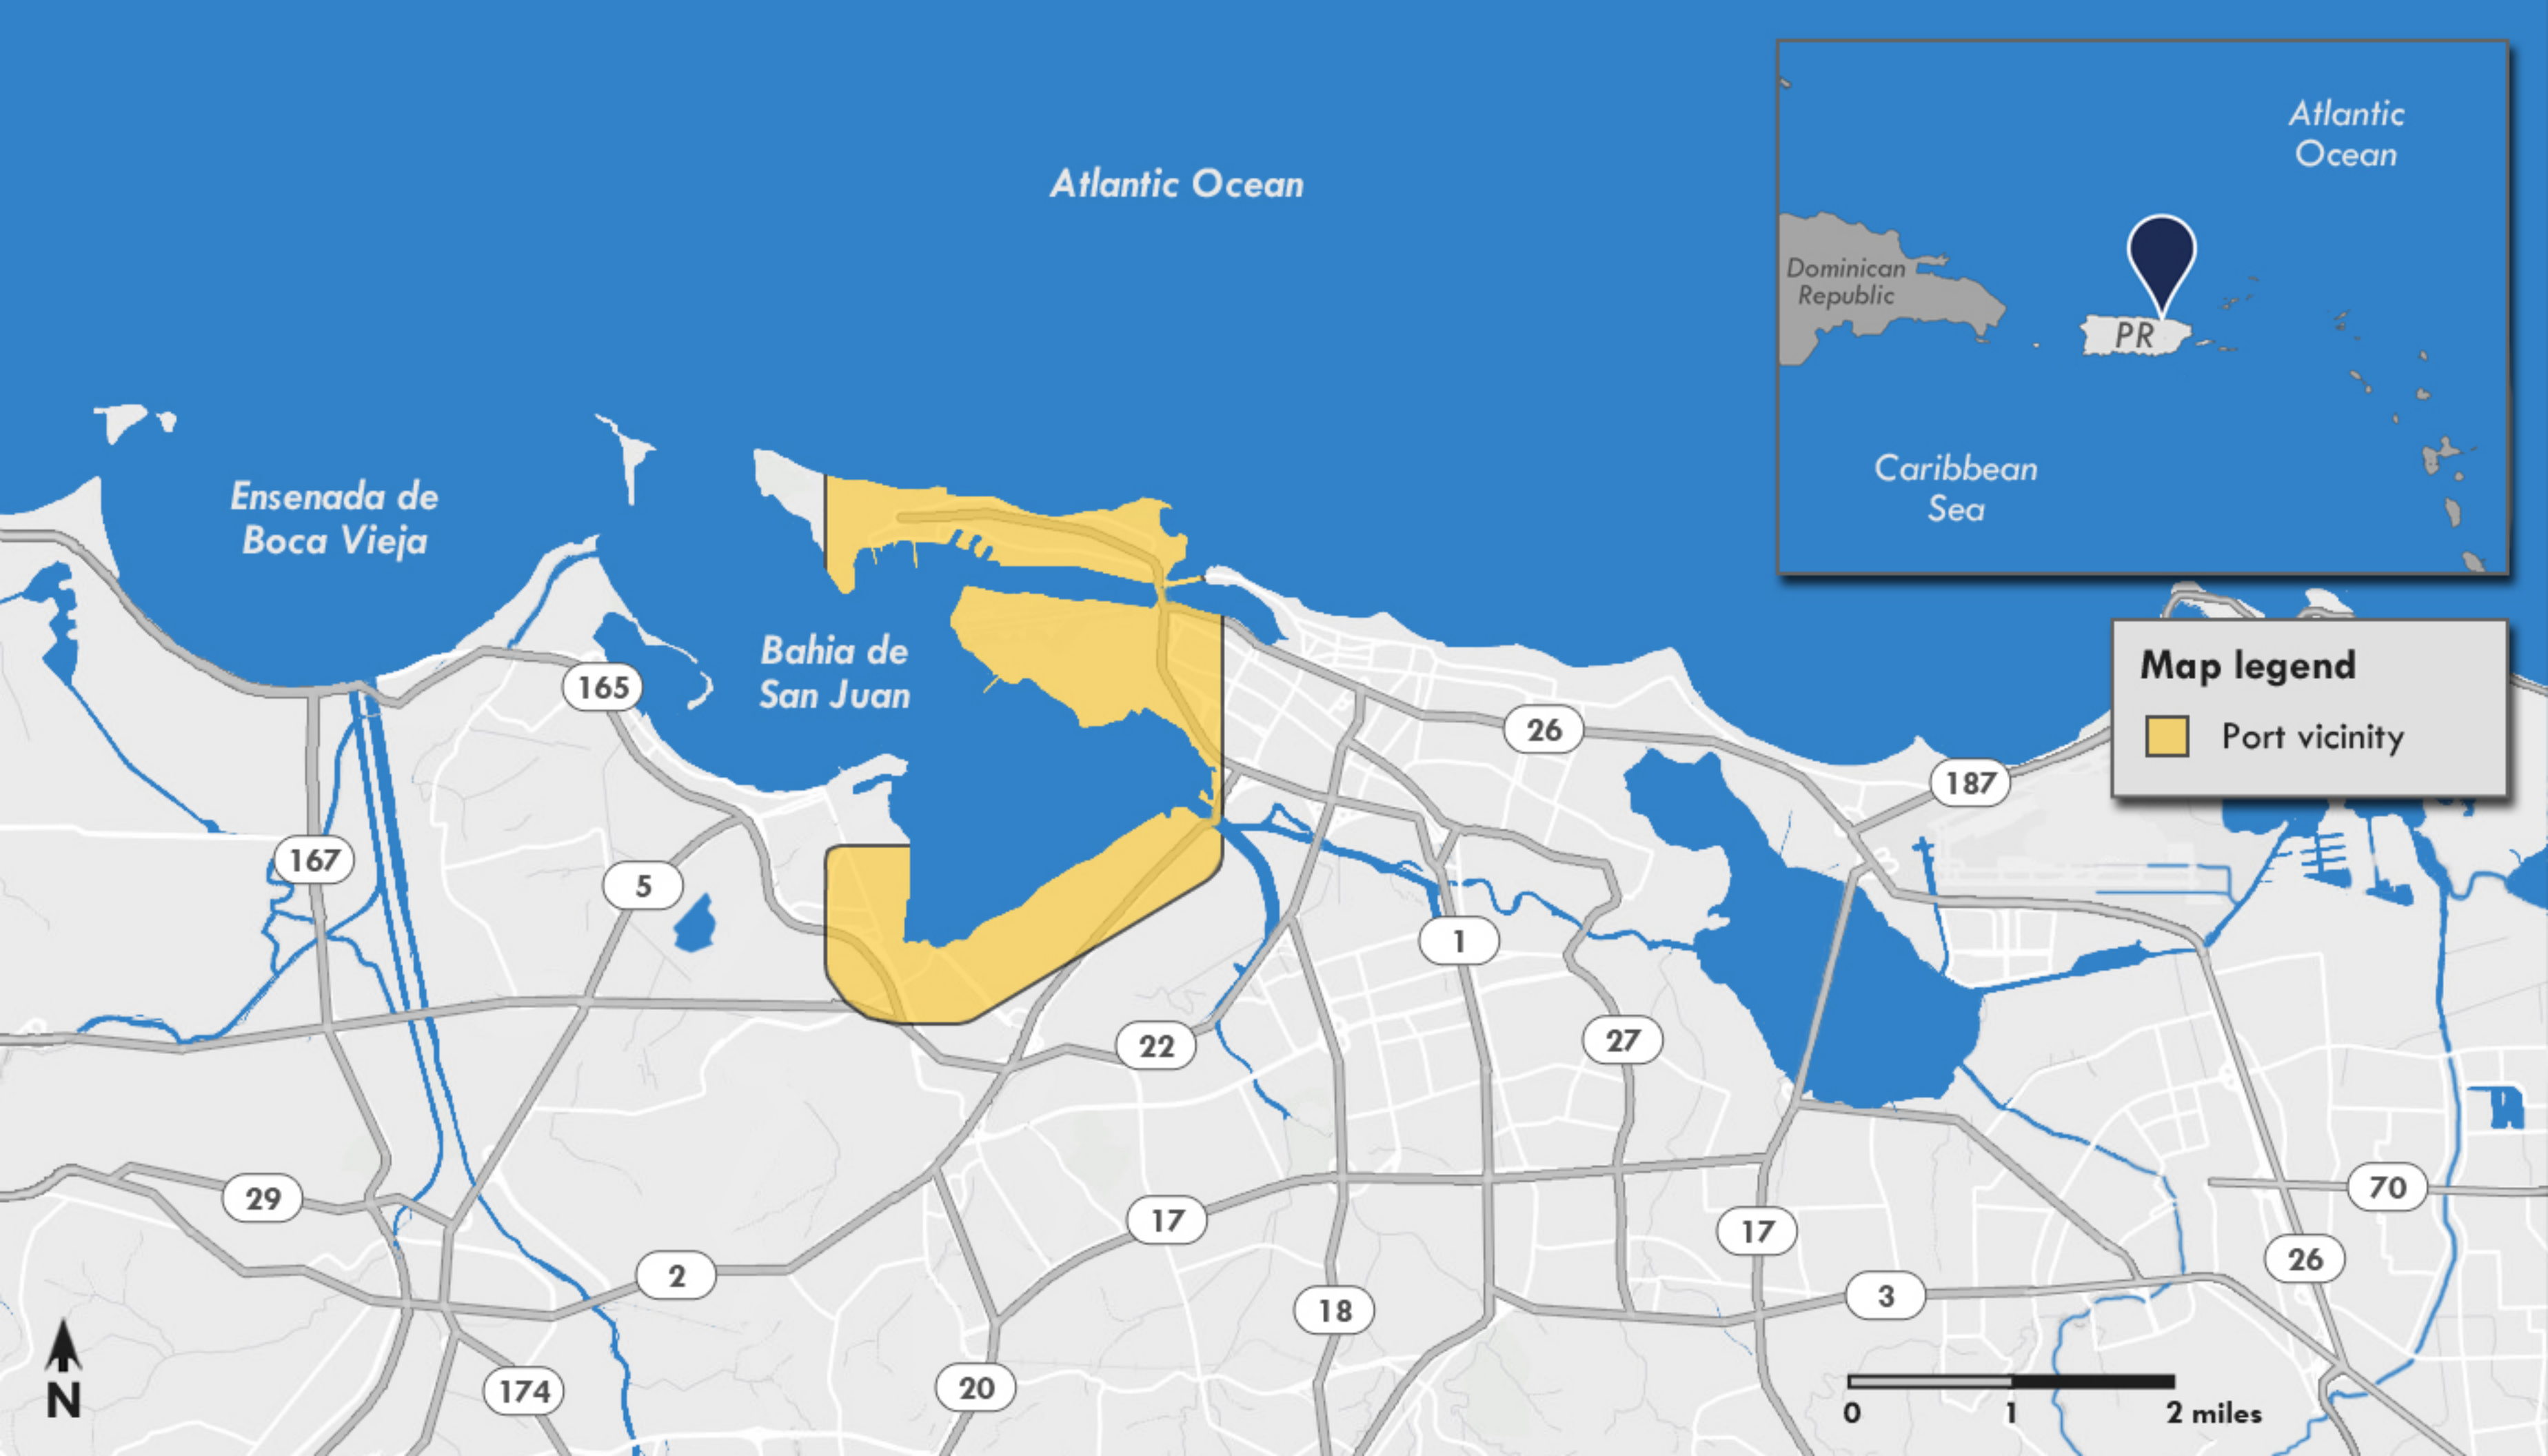 Atlantic
Ocean
Atlantic Ocean
Dominican
Republic
PR
Caribbean
Sea
Ensenada de
Boca Vieja
Bahia de
San Juan
165
26
187
Map legend
Port vicinity
167
5
1
22
27
29
17
17
70
2
26
3
18
174
20
N
0 1 2 miles